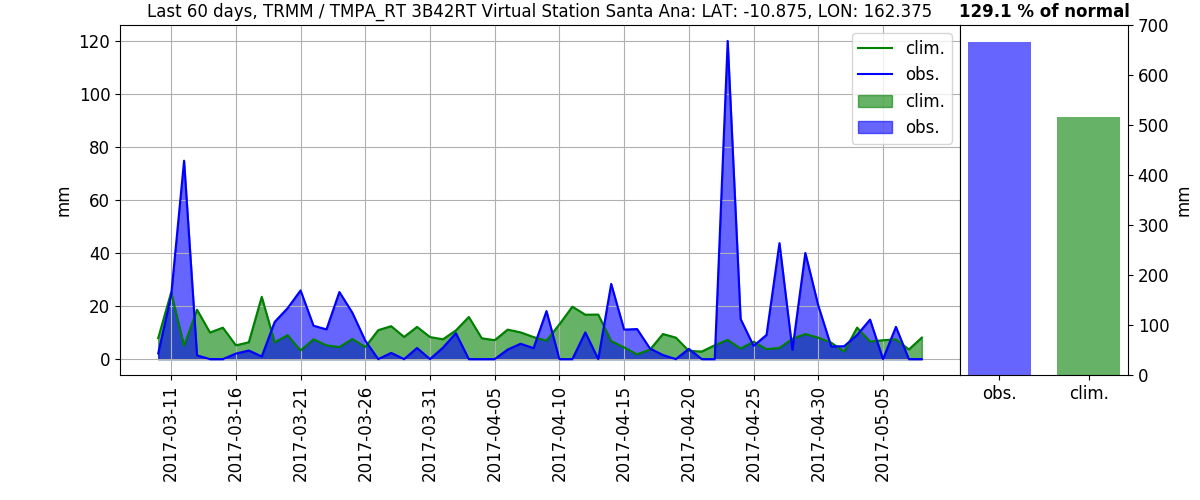 Last 60 days, TRMM / TMPA_RT 3B42RT Virtual Station Santa Ana: LAT: -10.875, LON: 162.375
129.1 % of normal
mm
120
100
80
60
40
20
0
clim.
obs.
clim.
obs.
2017-03-11
2017-03-16
2017-03-21
2017-03-26
2017-03-31
2017-04-05
2017-04-10
2017-04-15
2017-04-20
2017-04-25
2017-04-30
2017-05-05
700
600
500
400
300
200
100
0
mm
obs.
clim.